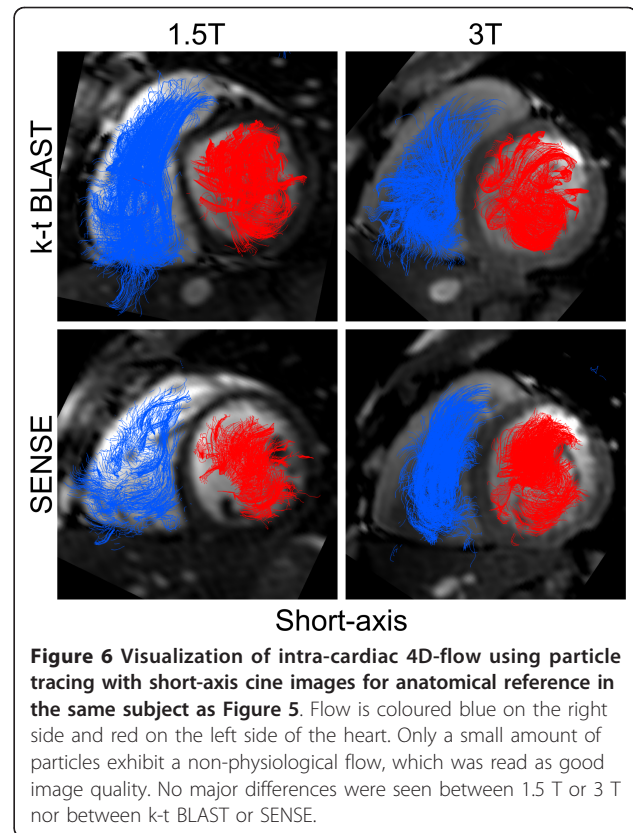 1.5T
3T
k-t BLAST
SENSE
Short-axis
Figure 6 Visualization of intra-cardiac 4D-flow using particle
tracing with short-axis cine images for anatomical reference in
the same subject as Figure 5. Flow is coloured blue on the right
side and red on the left side of the heart. Only a small amount of
particles exhibit a non-physiological flow, which was read as good
image quality. No major differences were seen between 1.5 T or 3 T
nor between k-t BLAST or SENSE.